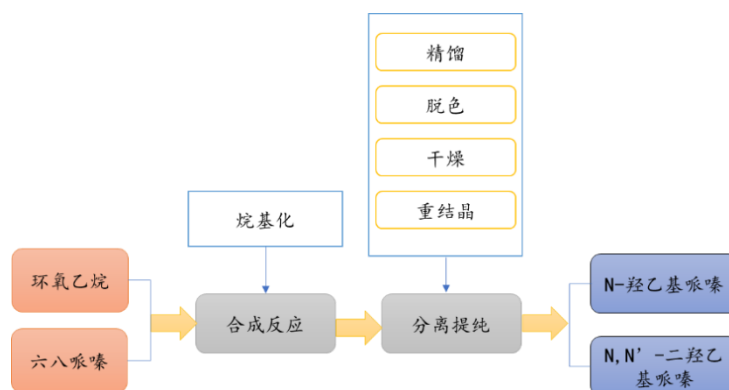 精馏
脱色
干燥
重结晶
烷基化
环氧乙烷
六八哌嗪
合成反应
分离提纯
N-羟乙基哌嗪
N,N’-二羟乙
基哌嗪